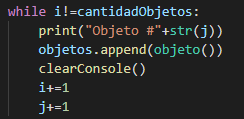 while i!=cantidadObjetos:
    print("Objeto #"+str(j))
    objetos.append(objeto())
    clearConsole()
    i+=1
    j+=1